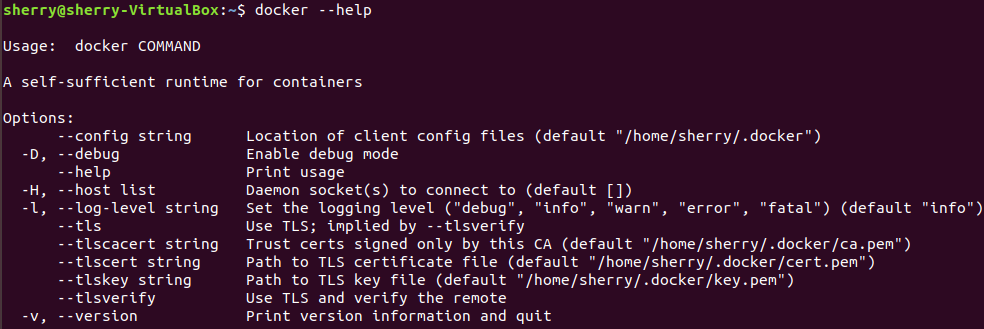 sherry@sherry-VirtualBox:~$ docker --help
Usage:  docker COMMAND
A self-sufficient runtime for containers
Options:
      --config string      Location of client config files (default "/home/sherry/.docker")
  -D, --debug              Enable debug mode
      --help               Print usage
  -H, --host list          Daemon socket(s) to connect to (default [])
  -l, --log-level string   Set the logging level ("debug", "info", "warn", "error", "fatal") (default "info")
      --tls                Use TLS; implied by --tlsverify
      --tlscacert string   Trust certs signed only by this CA (default "/home/sherry/.docker/ca.pem")
      --tlscert string     Path to TLS certificate file (default "/home/sherry/.docker/cert.pem")
      --tlskey string      Path to TLS key file (default "/home/sherry/.docker/key.pem")
      --tlsverify          Use TLS and verify the remote
  -v, --version            Print version information and quit